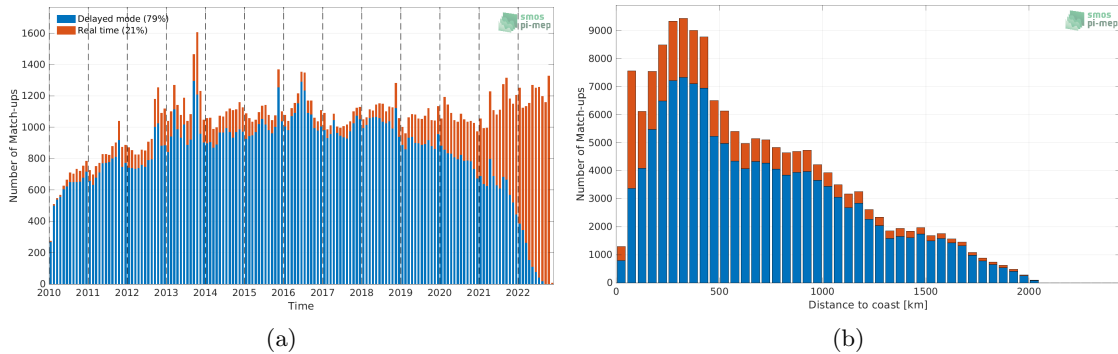 Delayed mode (79%)
Real time (21%)
smos
pi-mep
1600
1400
1200
1000
800
600
400
200
0
Number of Match-ups
2010 2011 2012 2013 2014 2015 2016 2017 2018 2019 2020 2021 2022
Time
(a)
smos
pi-mep
9000
8000
7000
6000
5000
4000
3000
2000
1000
0
Number of Match-ups
0 500 1000 1500 2000
Distance to coast [km]
(b)